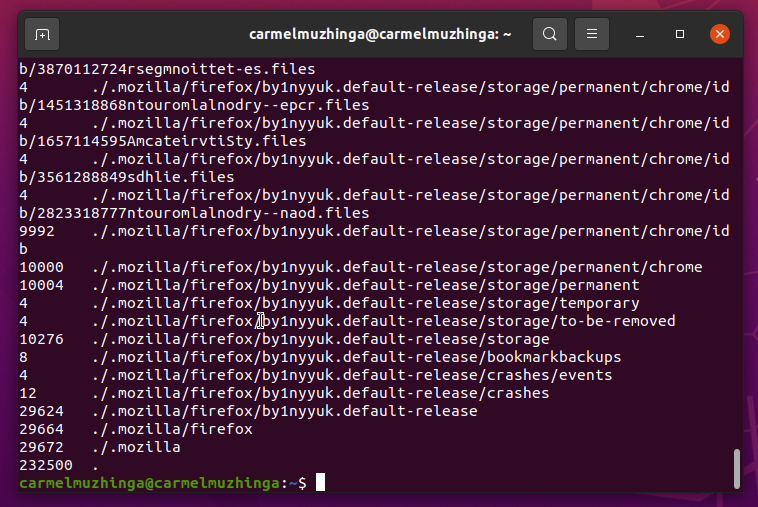 carmelmuzhinga@carmelmuzhinga: ~
b/3870112724rsegmnoittet-es.files
4 ./.mozilla/firefox/by1nyyuk.default-release/storage/permanent/chrome/id
b/1451318868ntouromlalnodry--epcr.files
4 ./.mozilla/firefox/by1nyyuk.default-release/storage/permanent/chrome/id
b/1657114595AmcateirvtiSty.files
4 ./.mozilla/firefox/by1nyyuk.default-release/storage/permanent/chrome/id
b/3561288849sdhlie.files
4 ./.mozilla/firefox/by1nyyuk.default-release/storage/permanent/chrome/id
b/2823318777ntouromlalnodry--naod.files
9992 ./.mozilla/firefox/by1nyyuk.default-release/storage/permanent/chrome/id
b
10000 ./.mozilla/firefox/by1nyyuk.default-release/storage/permanent/chrome
10004 ./.mozilla/firefox/by1nyyuk.default-release/storage/permanent
4 ./.mozilla/firefox/by1nyyuk.default-release/storage/temporary
4 ./.mozilla/firefox/by1nyyuk.default-release/storage/to-be-removed
10276 ./.mozilla/firefox/by1nyyuk.default-release/storage
8 ./.mozilla/firefox/by1nyyuk.default-release/bookmarkbackups
4 ./.mozilla/firefox/by1nyyuk.default-release/crashes/events
12 ./.mozilla/firefox/by1nyyuk.default-release/crashes
29624 ./.mozilla/firefox/by1nyyuk.default-release
29664 ./.mozilla/firefox
29672 ./.mozilla
232500 .
carmelmuzhinga@carmelmuzhinga:~$